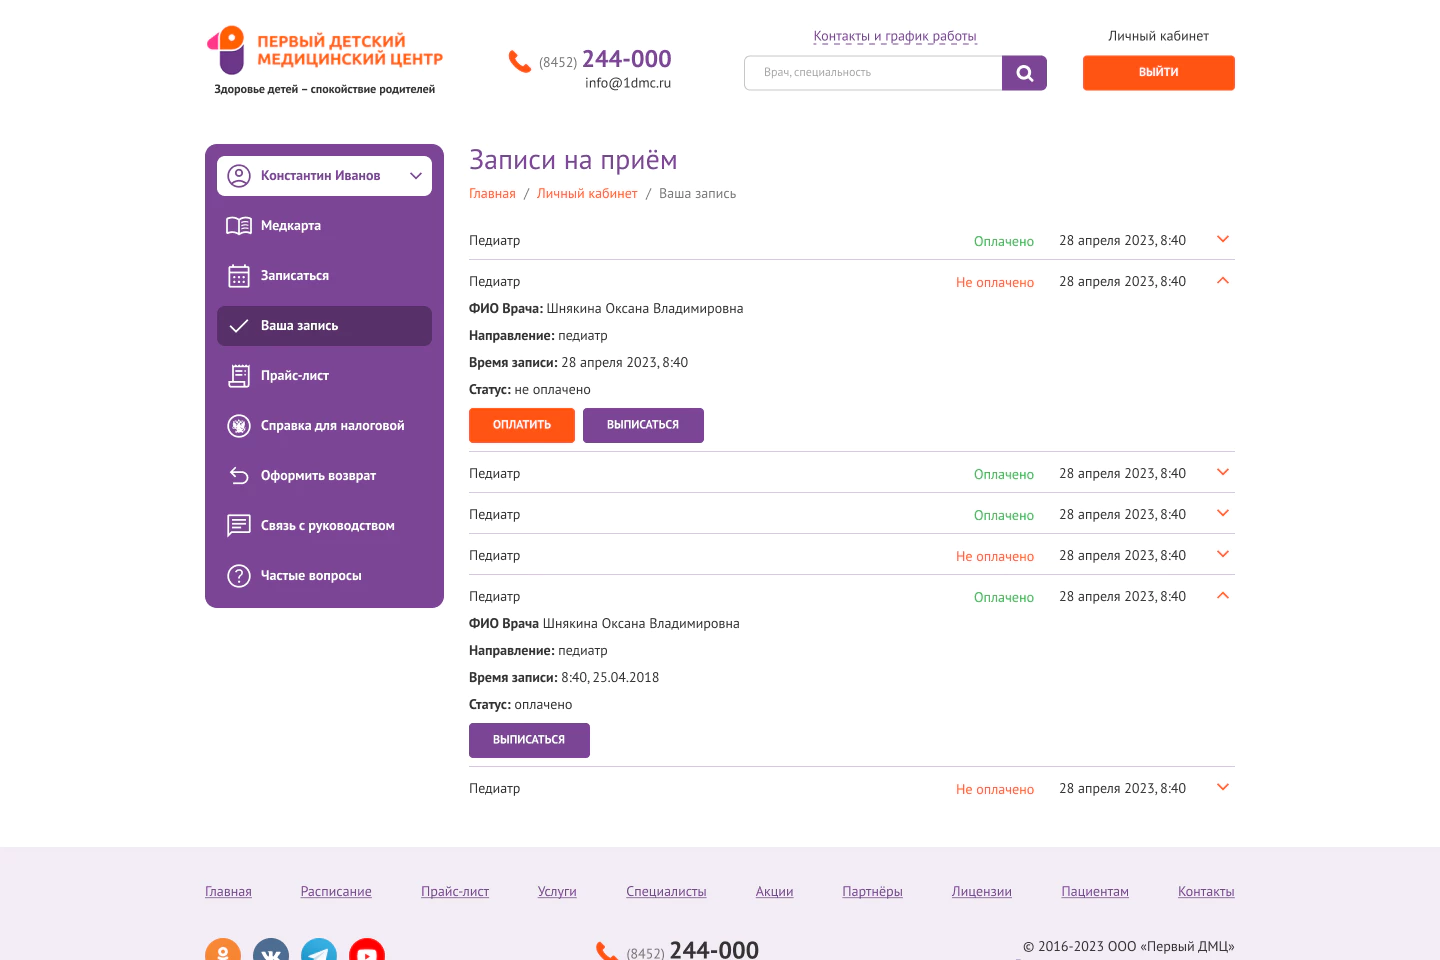 ПЕРВЫЙ ДЕТСКИЙ
МЕДИЦИНСКИЙ ЦЕНТР
Здоровье детей – спокойствие родителей
(8452) 244-000
info@1dmc.ru
Контакты и график работы
Врач, специальность
Личный кабинет
ВЫЙТИ
Константин Иванов
Медкарта
Записаться
Ваша запись
Прайс-лист
Справка для налоговой
Оформить возврат
Связь с руководством
Частые вопросы
Записи на приём
Главная / Личный кабинет / Ваша запись
Педиатр Оплачено 28 апреля 2023, 8:40
Педиатр Не оплачено 28 апреля 2023, 8:40
ФИО Врача: Шнякина Оксана Владимировна
Направление: педиатр
Время записи: 28 апреля 2023, 8:40
Статус: не оплачено
ОПЛАТИТЬ ВЫПИСАТЬСЯ
Педиатр Оплачено 28 апреля 2023, 8:40
Педиатр Оплачено 28 апреля 2023, 8:40
Педиатр Не оплачено 28 апреля 2023, 8:40
Педиатр Оплачено 28 апреля 2023, 8:40
ФИО Врача Шнякина Оксана Владимировна
Направление: педиатр
Время записи: 8:40, 25.04.2018
Статус: оплачено
ВЫПИСАТЬСЯ
Педиатр Не оплачено 28 апреля 2023, 8:40
Главная Расписание Прайс-лист Услуги Специалисты Акции Партнёры Лицензии Пациентам Контакты
(8452) 244-000
© 2016-2023 ООО «Первый ДМЦ»